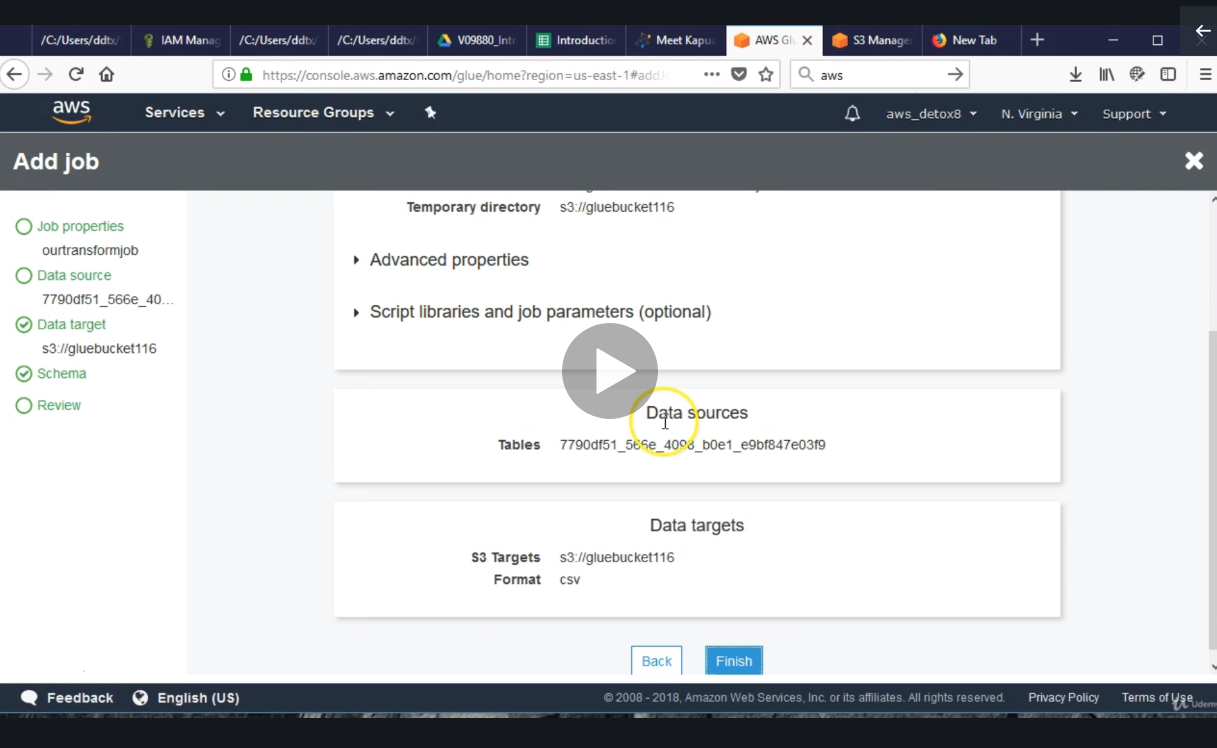 /C:/Users/ddtx/
IAM Manag
/C:/Users/ddtx/
/C:/Users/ddtx/
V09880_Intr
Introductio
Meet Kapu
AWS Gl
S3 Manage
New Tab
https://console.aws.amazon.com/glue/home?region=us-east-1#addJ
aws
aws
Services
Resource Groups
aws_detox8
N. Virginia
Support
Add job
Job properties
ourtransformjob
Data source
7790df51_566e_40...
Data target
s3://gluebucket116
Schema
Review
Temporary directory s3://gluebucket116
Advanced properties
Script libraries and job parameters (optional)
Data sources
Tables 7790df51_566e_4098_b0e1_e9bf847e03f9
Data targets
S3 Targets s3://gluebucket116
Format csv
Back Finish
Feedback English (US)
© 2008 - 2018, Amazon Web Services, Inc. or its affiliates. All rights reserved. Privacy Policy Terms of Use